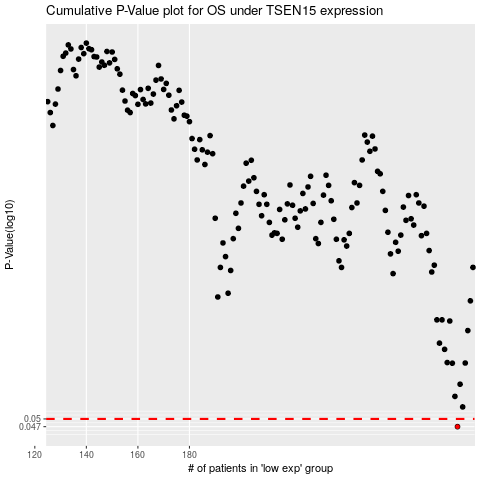 Cumulative P-Value plot for OS under TSEN15 expression
P-Value(log10)
0.05
0.047
120 140 160 180
# of patients in 'low exp' group